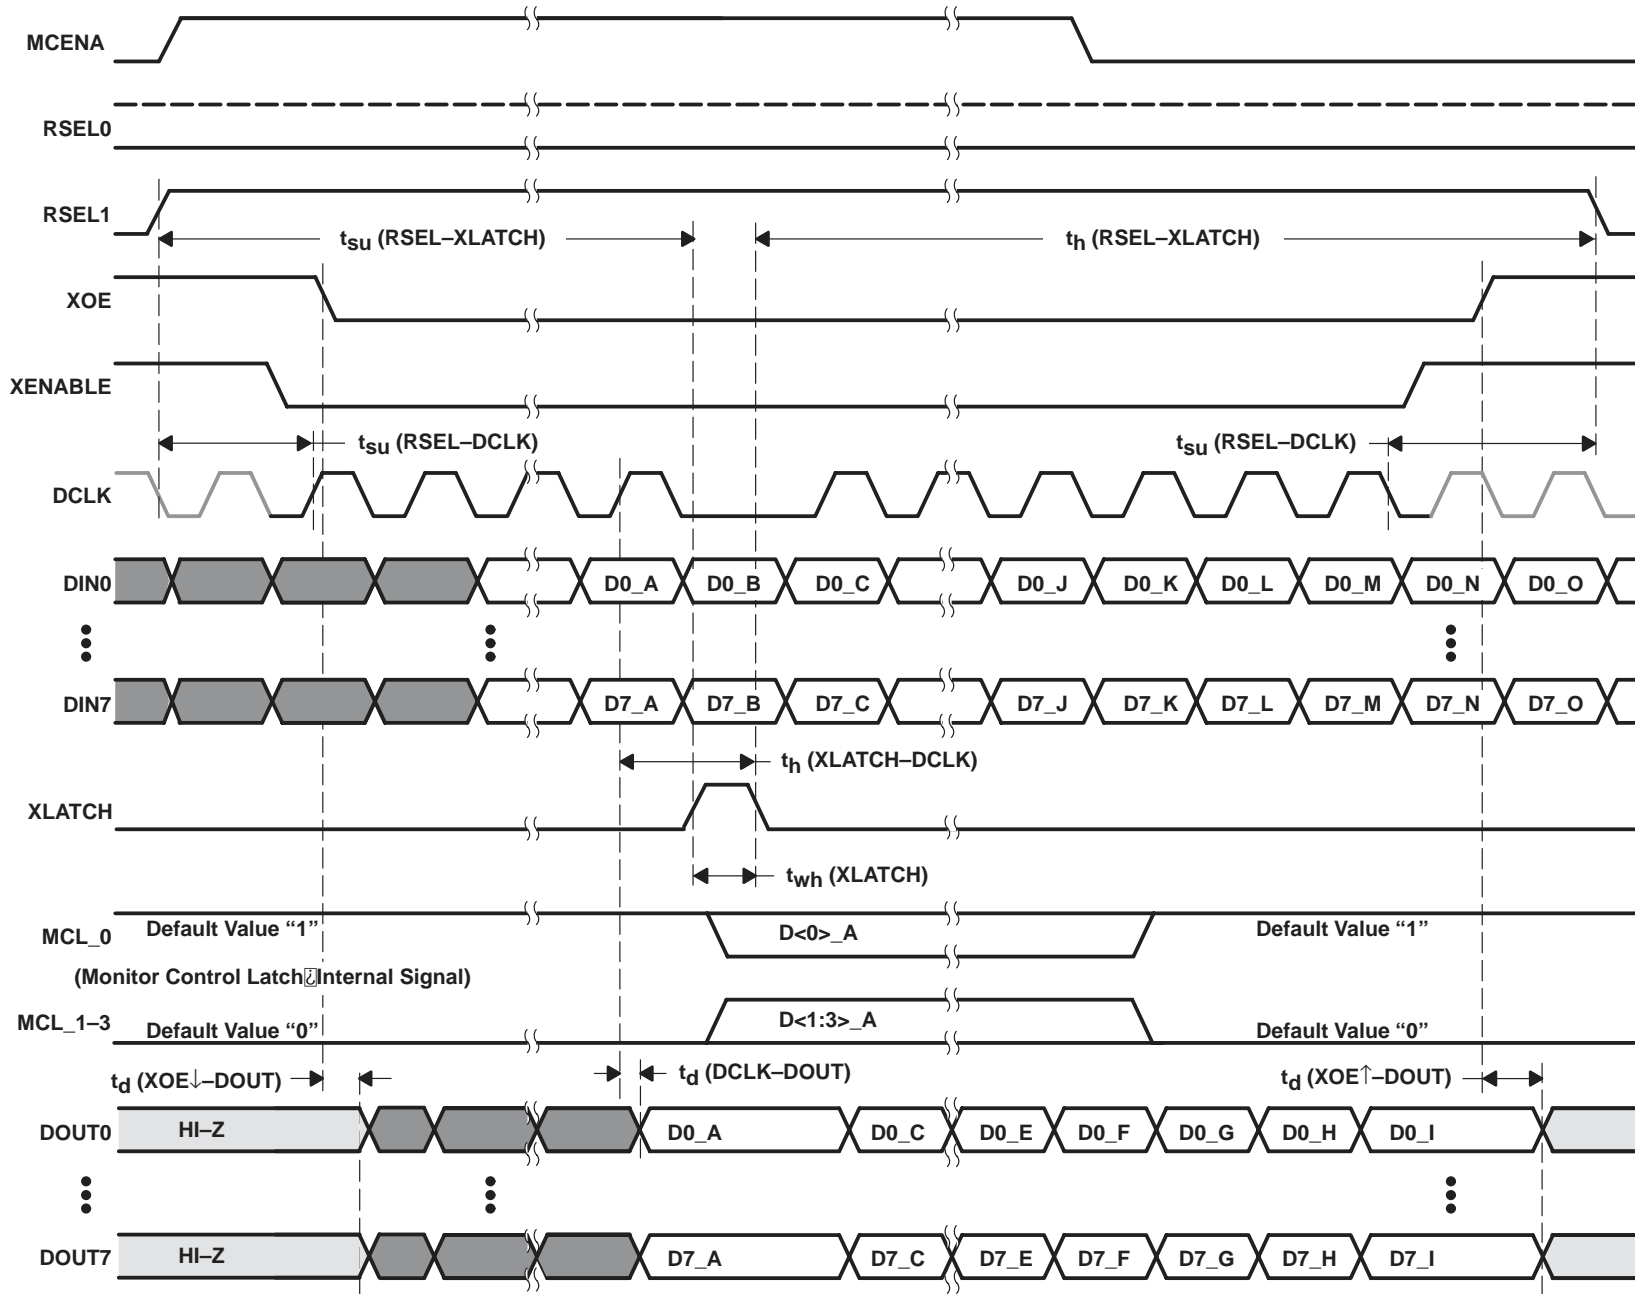 MCENA
RSEL0
RSEL1
tsu (RSEL–XLATCH) th (RSEL–XLATCH)
XOE
XENABLE
tsu (RSEL–DCLK) tsu (RSEL–DCLK)
DCLK
DIN0 D0_A D0_B D0_C D0_J D0_K D0_L D0_M D0_N D0_O
DIN7 D7_A D7_B D7_C D7_J D7_K D7_L D7_M D7_N D7_O
th (XLATCH–DCLK)
XLATCH
twh (XLATCH)
MCL_0 Default Value “1” D<0>_A Default Value “1”
(Monitor Control Latch⍰Internal Signal)
MCL_1–3 Default Value “0” D<1:3>_A Default Value “0”
td (XOE↓–DOUT) td (DCLK–DOUT) td (XOE↑–DOUT)
DOUT0 HI–Z D0_A D0_C D0_E D0_F D0_G D0_H D0_I
DOUT7 HI–Z D7_A D7_C D7_E D7_F D7_G D7_H D7_I